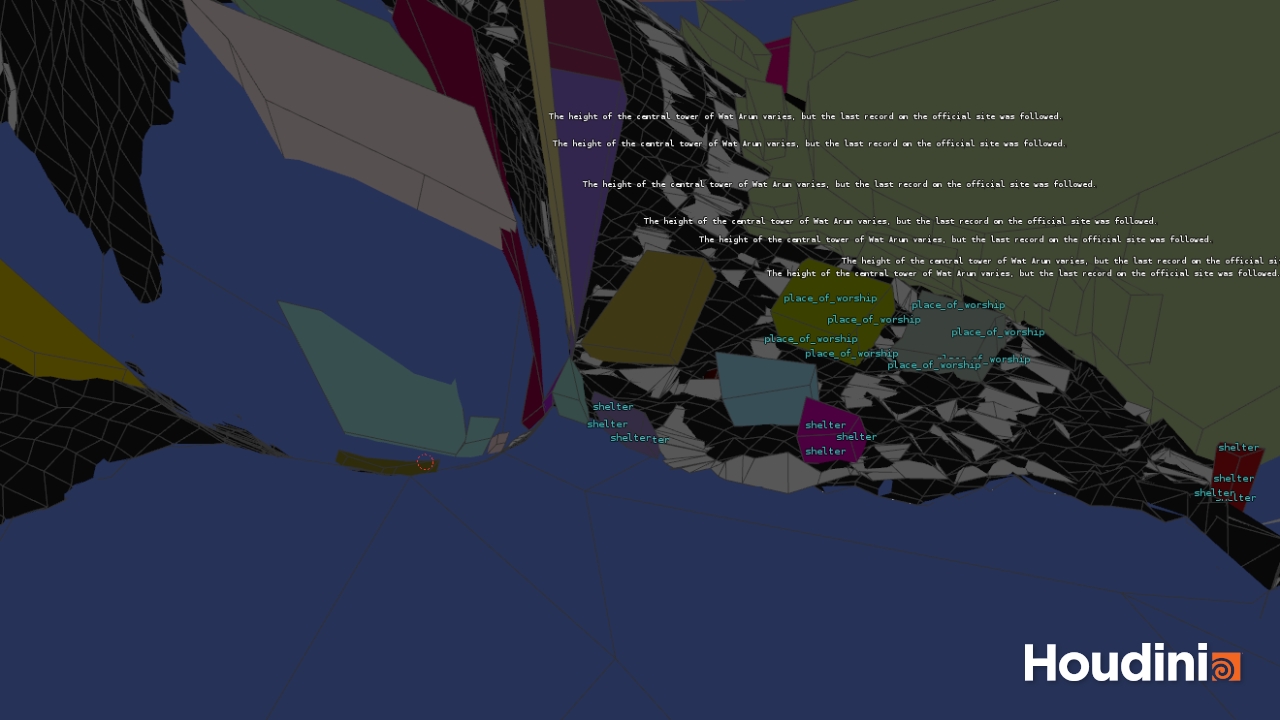 The height of the central tower of Wat Arun varies, but the last record on the official site was followed.
The height of the central tower of Wat Arun varies, but the last record on the official site was followed.
The height of the central tower of Wat Arun varies, but the last record on the official site was followed.
The height of the central tower of Wat Arun varies, but the last record on the official site was followed.
The height of the central tower of Wat Arun varies, but the last record on the official site was followed.
The height of the central tower of Wat Arun varies, but the last record on the official si
The height of the central tower of Wat Arun varies, but the last record on the official site was followed.
place_of_worship
place_of_worship
place_of_worship
place_of_worship
place_of_worship
place_of_worship
place_of_worship
place_of_worship
shelter
shelter
shelter
ter
shelter
shelter
shelter
shelter
shelter
shelter
shelter
Houdini